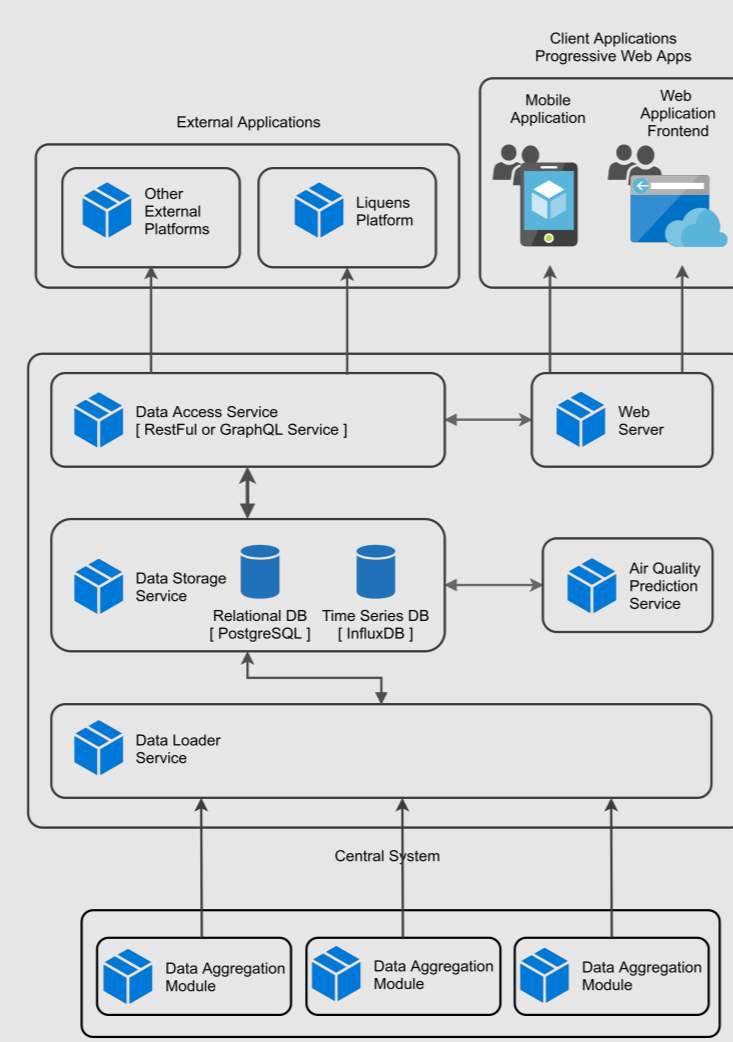 Client Applications
Progressive Web Apps
External Applications
Mobile
Application
Web
Application
Frontend
Other
External
Platforms
Liquens
Platform
Data Access Service
[ RestFul or GraphQL Service ]
Web
Server
Data Storage
Service
Relational DB
[ PostgreSQL ]
Time Series DB
[ InfluxDB ]
Air Quality
Prediction
Service
Data Loader
Service
Central System
Data Aggregation
Module
Data Aggregation
Module
Data Aggregation
Module